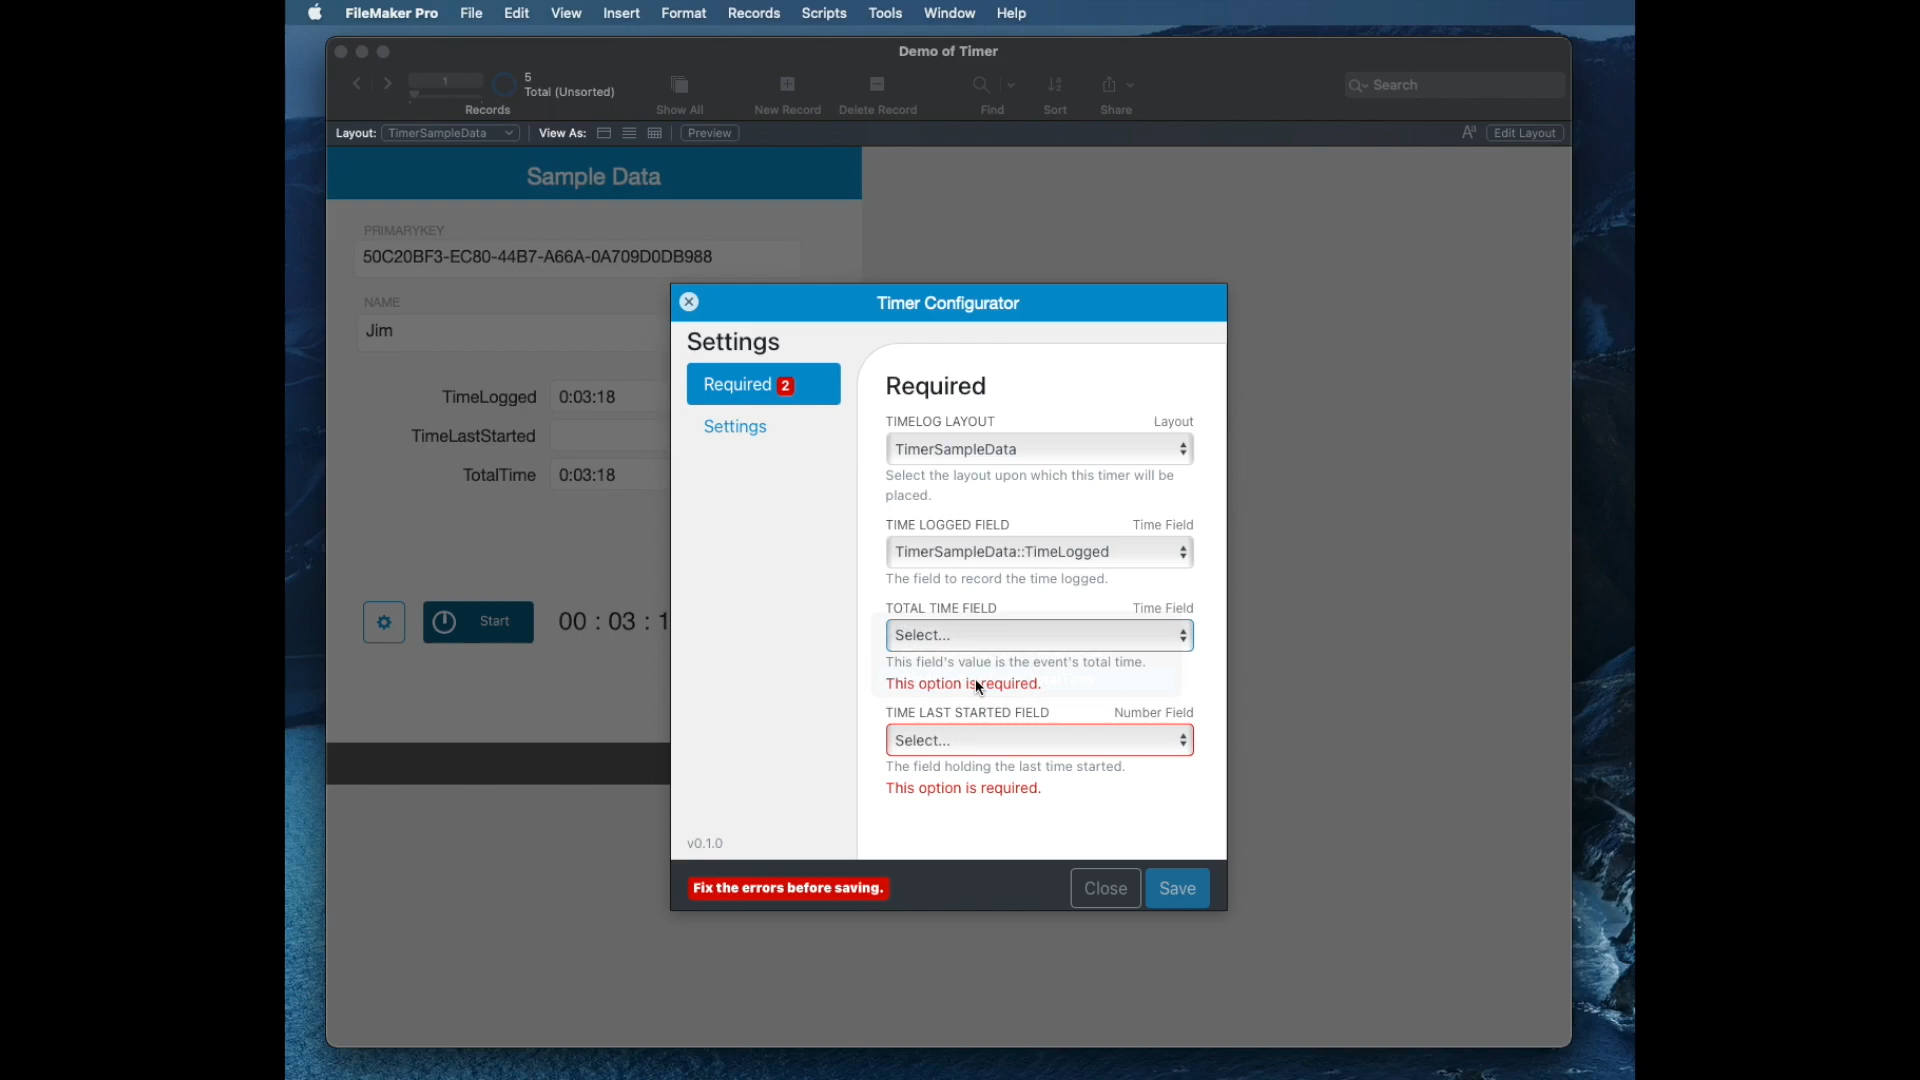 FileMaker Pro File Edit View Insert Format Records Scripts Tools Window Help
Demo of Timer
1
5
Total (Unsorted)
Search
Records Show All New Record Delete Record Find Sort Share
Layout: TimerSampleData View As: Preview Aª Edit Layout
Sample Data
PRIMARYKEY
50C20BF3-EC80-44B7-A66A-0A709D0DB988
NAME
Jim
TimeLogged 0:03:18
TimeLastStarted
TotalTime 0:03:18
Start 00 : 03 : 1
Timer Configurator
Settings
Required 2
Settings
v0.1.0
Required
TIMELOG LAYOUT Layout
TimerSampleData
Select the layout upon which this timer will be
placed.
TIME LOGGED FIELD Time Field
TimerSampleData::TimeLogged
The field to record the time logged.
TOTAL TIME FIELD Time Field
Select...
This field's value is the event's total time.
This option is required.
TIME LAST STARTED FIELD Number Field
Select...
The field holding the last time started.
This option is required.
Fix the errors before saving. Close Save